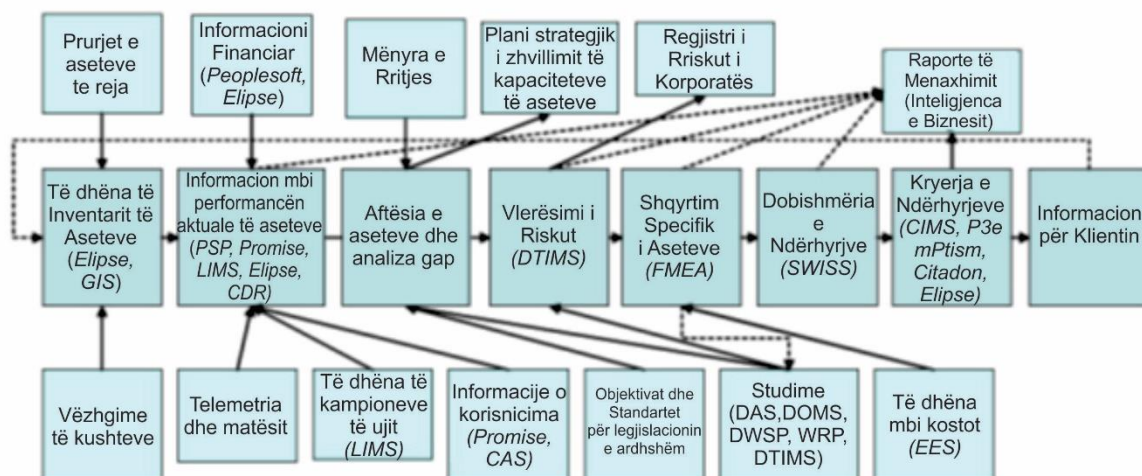 Prurjet e
aseteve
te reja
Informacioni
Financiar
(Peoplesoft,
Elipse)
Mënyra e
Rritjes
Plani strategjik
i zhvillimit të
kapaciteteve
të aseteve
Regjistri i
Rriskut i
Korporatës
Raporte të
Menaxhimit
(Inteligjenca
e Biznesit)
Të dhëna të
Inventarit të
Aseteve
(Elipse,
GIS)
Informacion mbi
performancën
aktuale të aseteve
(PSP, Promise,
LIMS, Elipse,
CDR)
Aftësia e
aseteve dhe
analiza gap
Vlerësimi i
Riskut
(DTIMS)
Shqyrtim
Specifik
i Aseteve
(FMEA)
Dobishmëria
e
Ndërhyrjve
(SWISS)
Kryerja e
Ndërhyrjeve
(CIMS, P3e
mPtism,
Citadon,
Elipse)
Informacion
për Klientin
Vëzhgime
të kushteve
Telemetria
dhe matësit
Të dhëna të
kampioneve
të ujit
(LIMS)
Informacije o
korisnicima
(Promise,
CAS)
Objektivat dhe
Standartet
për legjislacionin
e ardhshëm
Studime
(DAS,DOMS,
DWSP, WRP,
DTIMS)
Të dhëna
mbi kostot
(EES)